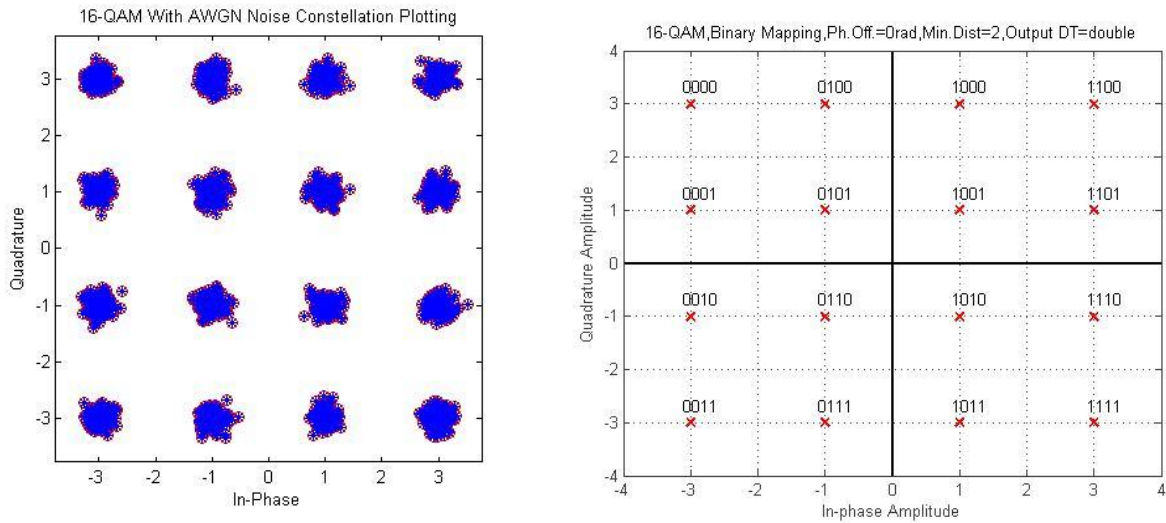 16-QAM With AWGN Noise Constellation Plotting
3
2
1
0
-1
-2
-3
Quadrature
-3 -2 -1 0 1 2 3
In-Phase
16-QAM,Binary Mapping,Ph.Off.=0rad,Min.Dist=2,Output DT=double
4
3
2
1
0
-1
-2
-3
-4
Quadrature Amplitude
0000 0100 1000 1100
0001 0101 1001 1101
0010 0110 1010 1110
0011 0111 1011 1111
-4 -3 -2 -1 0 1 2 3 4
In-phase Amplitude